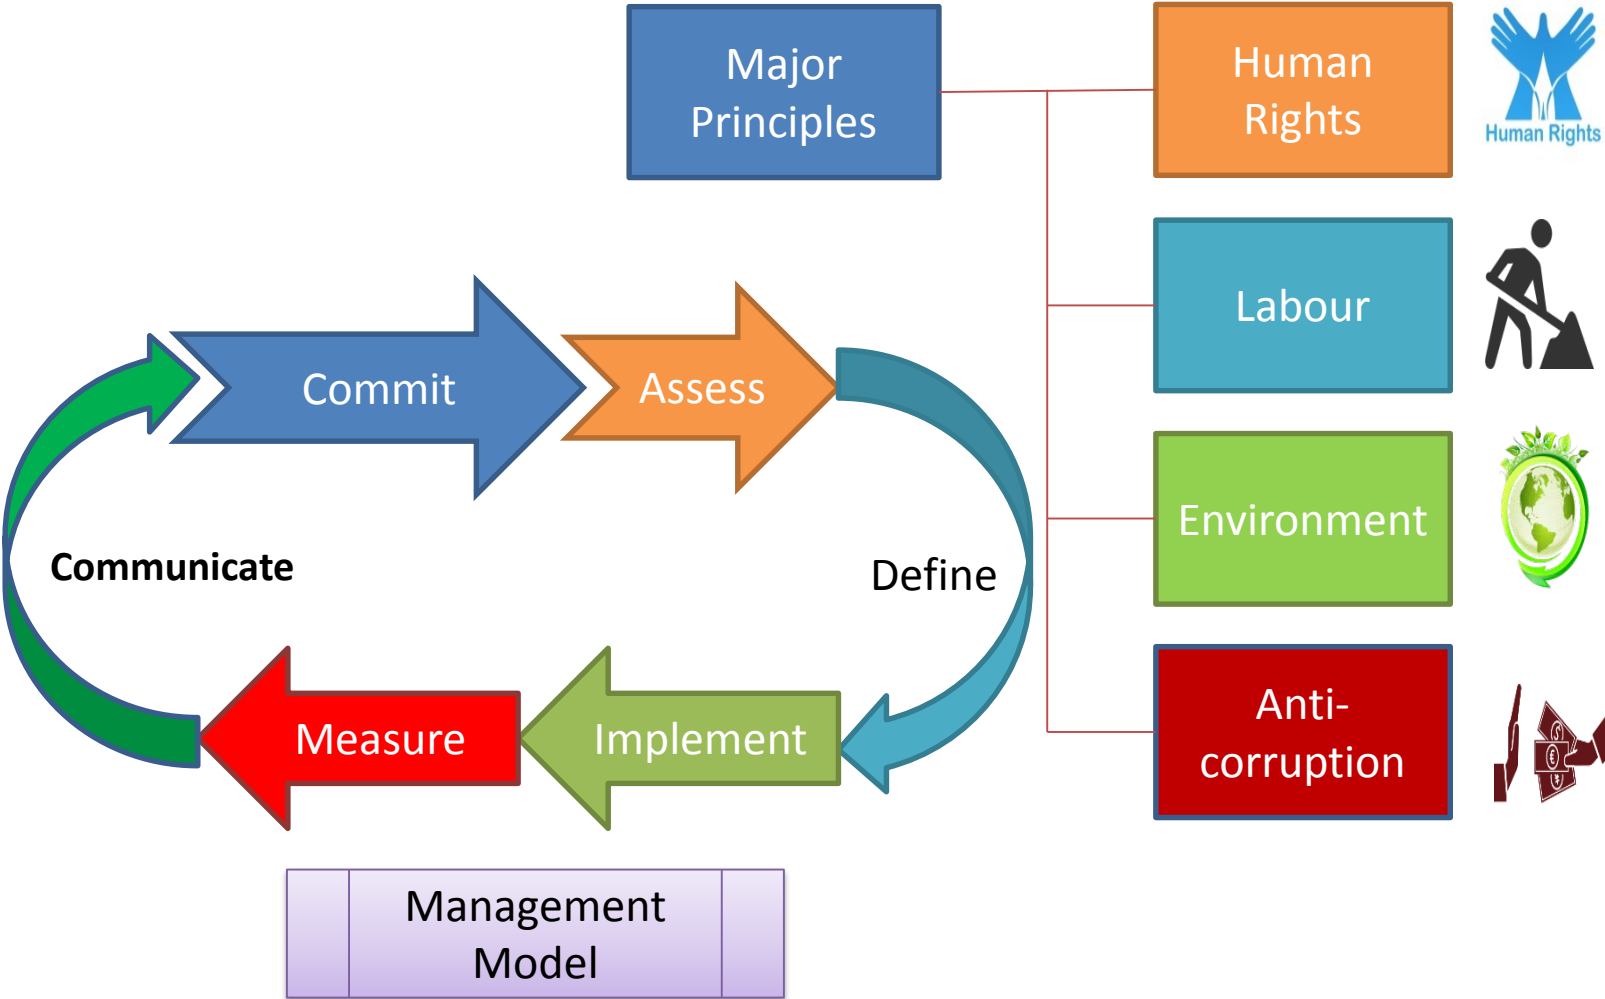 Major
Principles
Human
Rights
Human Rights
Labour
Commit
Assess
Environment
Communicate
Define
Measure
Implement
Anti-
corruption
Management
Model